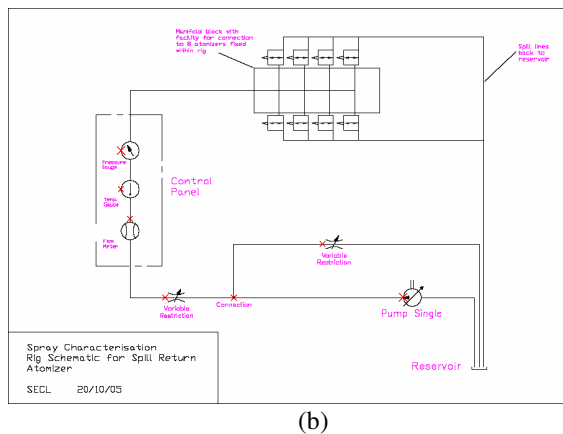 Manifold block with
facility for connection
to 8 atomizers fixed
within rig
Spill lines
back to
reservoir
Pressure
Gauge
Control
Panel
Temp.
Gauge
Flow
Meter
Variable
Restriction
Variable
Restriction
Connection
Pump Single
Reservoir
Spray Characterisation
Rig Schematic for Spill Return
Atomizer
SECL 20/10/05
(b)